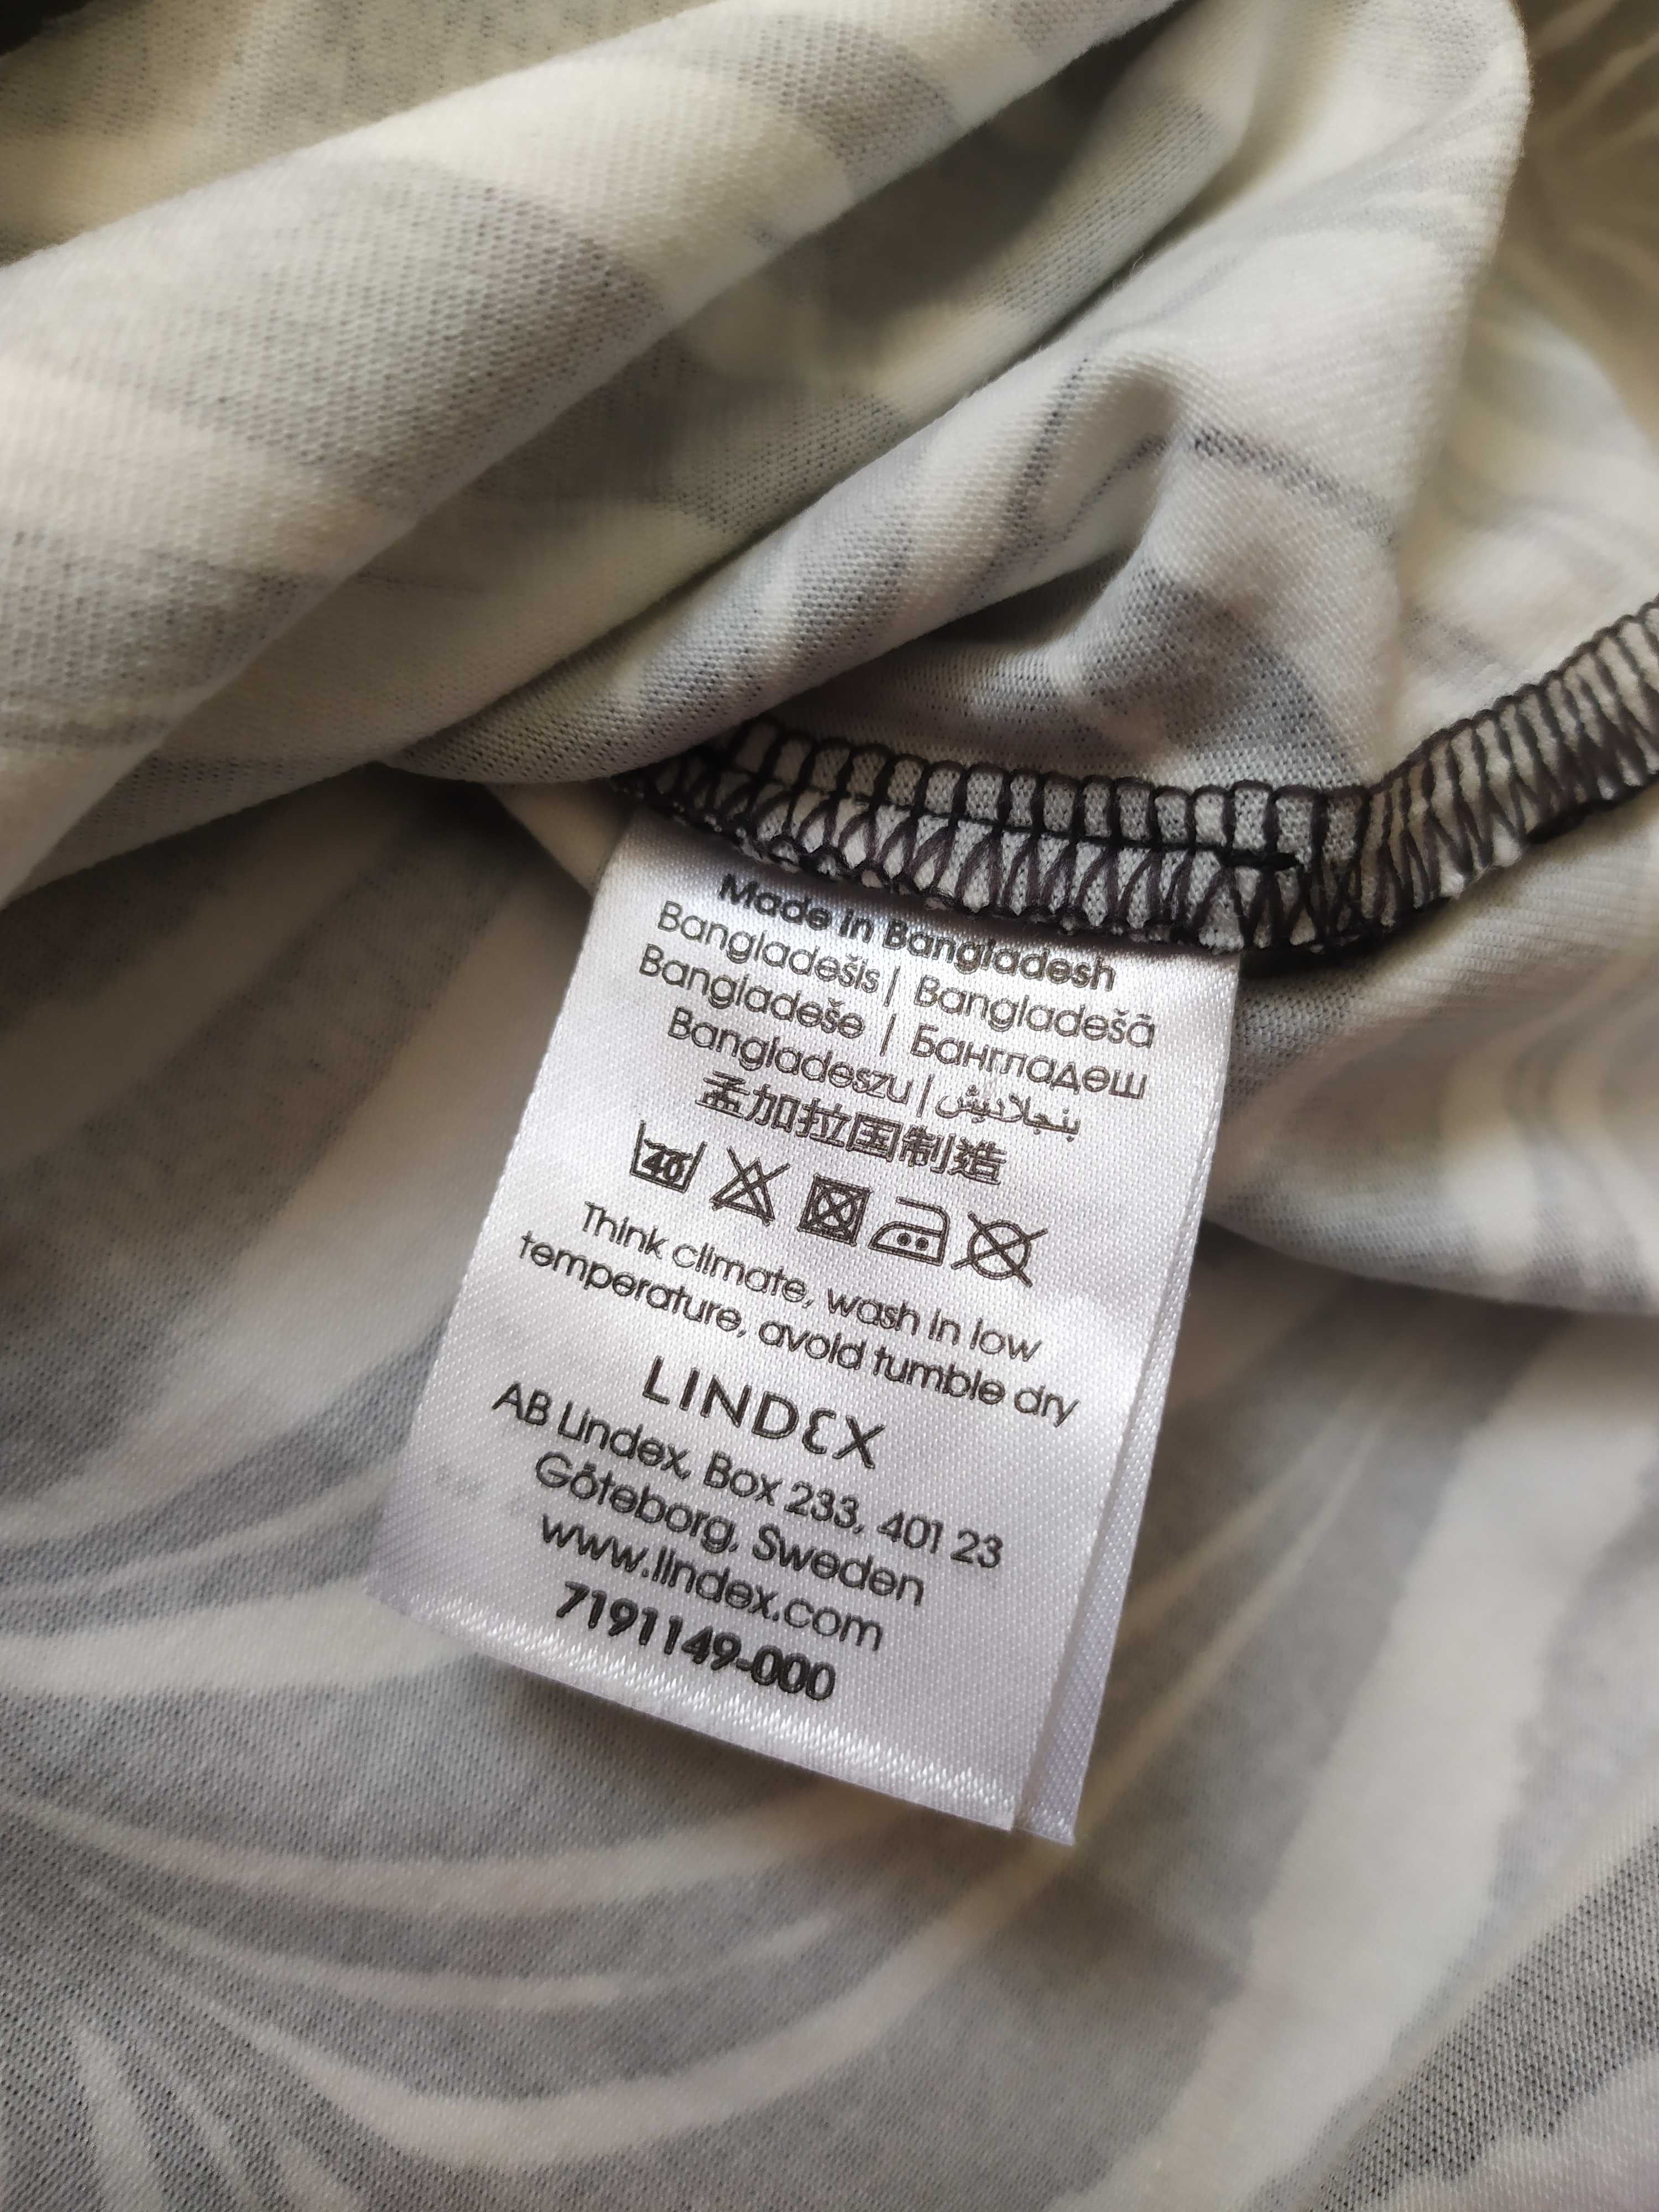 Made in Bangladesh
Bangladešis | Bangladešā
Bangladeše | Бангладеш
Bangladeszu | بنجلاديش
孟加拉国制造
40
Think climate, wash in low
temperature, avoid tumble dry
LINDEX
AB Lindex, Box 233, 401 23
Göteborg, Sweden
www.lindex.com
7191149-000